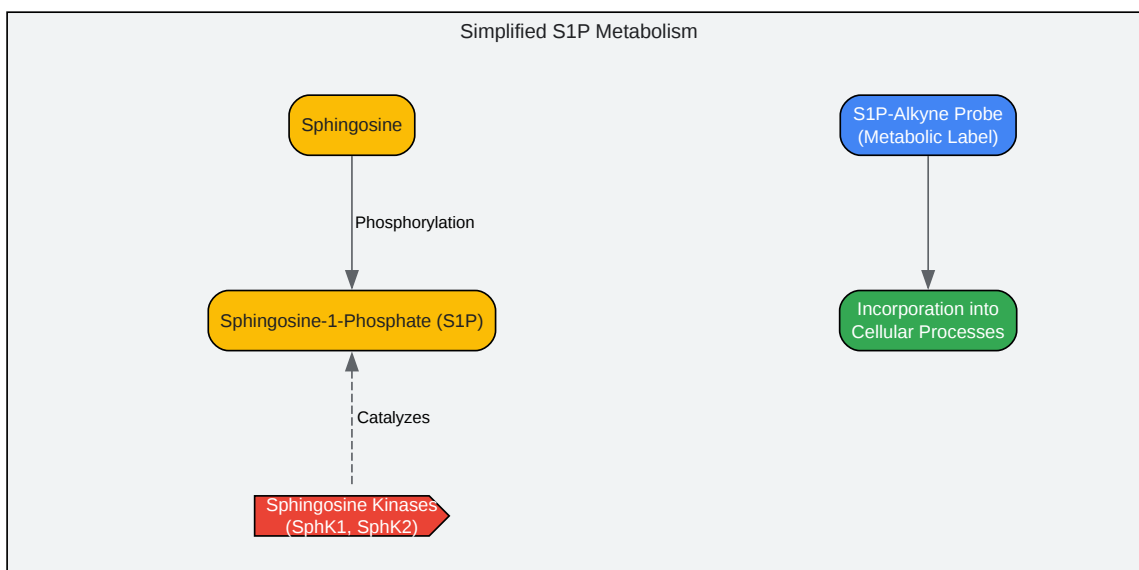 Simplified S1P Metabolism
Sphingosine
S1P-Alkyne Probe
(Metabolic Label)
Phosphorylation
Sphingosine-1-Phosphate (S1P)
Incorporation into
Cellular Processes
Catalyzes
Sphingosine Kinases
(SphK1, SphK2)